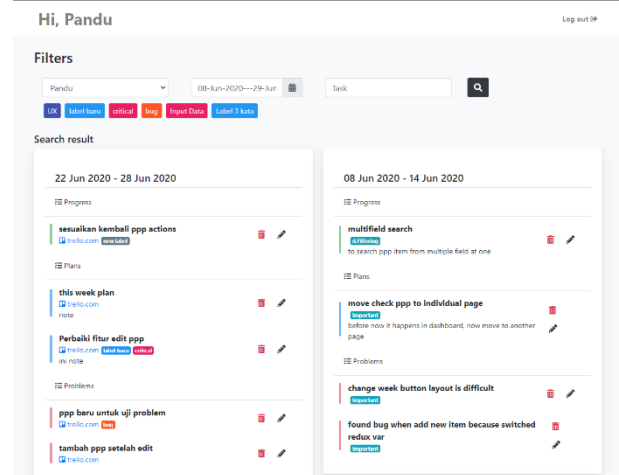 Hi, Pandu
Log out
Filters
Pandu
08-Jun-2020---29-Jun
Task
UX label baru critical bug Input Data Label 3 kata
Search result
22 Jun 2020 - 28 Jun 2020
Progress
sesuaikan kembali ppp actions
trello.com new label
Plans
this week plan
trello.com
note
Perbaiki fitur edit ppp
trello.com label baru critical
ini note
Problems
ppp baru untuk uji problem
trello.com bug
tambah ppp setelah edit
trello.com
08 Jun 2020 - 14 Jun 2020
Progress
multifield search
d.Filtering
to search ppp item from multiple field at one
Plans
move check ppp to individual page
Important
before now it happens in dashboard, now move to another
page
Problems
change week button layout is difficult
Important
found bug when add new item because switched
redux var
Important